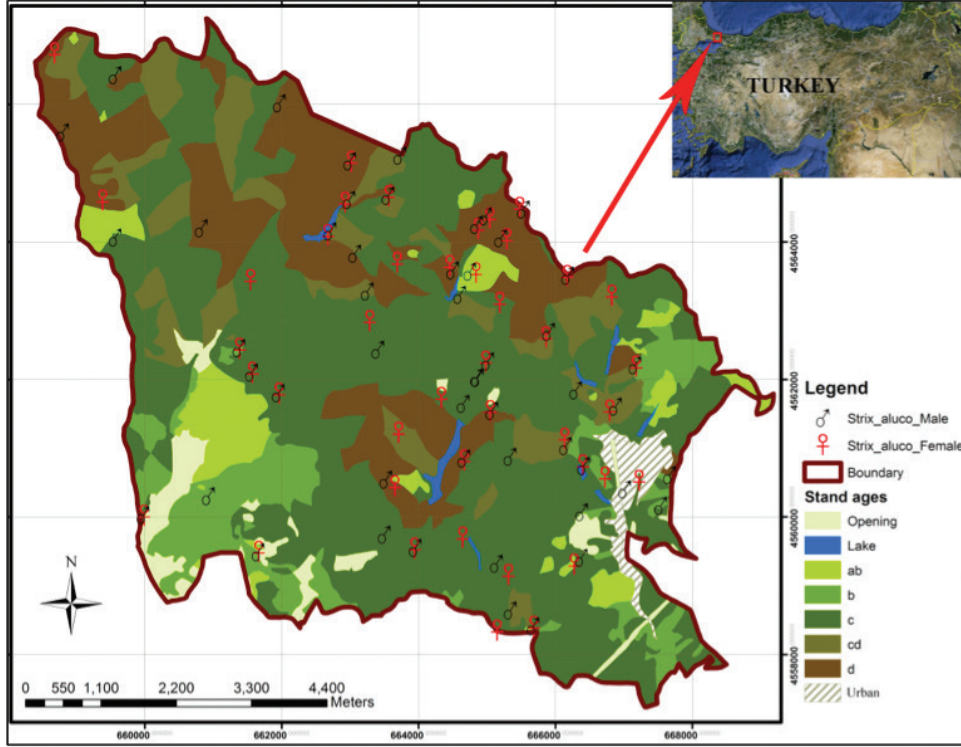 TURKEY
4564000
4562000
4560000
4558000
Legend
Strix_aluco_Male
Strix_aluco_Female
Boundary
Stand ages
Opening
Lake
ab
b
c
cd
d
Urban
N
0 550 1,100 2,200 3,300 4,400
Meters
660000 662000 664000 666000 668000